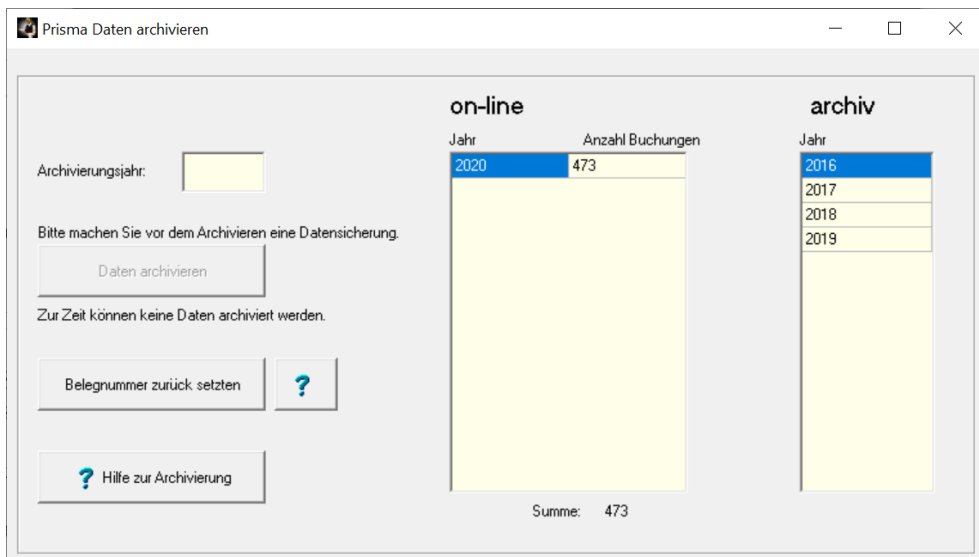 Prisma Daten archivieren
on-line
archiv
Jahr Anzahl Buchungen
Jahr
Archivierungsjahr:
2020 473
2016
2017
2018
2019
Bitte machen Sie vor dem Archivieren eine Datensicherung.
Daten archivieren
Zur Zeit können keine Daten archiviert werden.
Belegnummer zurück setzten
?
? Hilfe zur Archivierung
Summe: 473